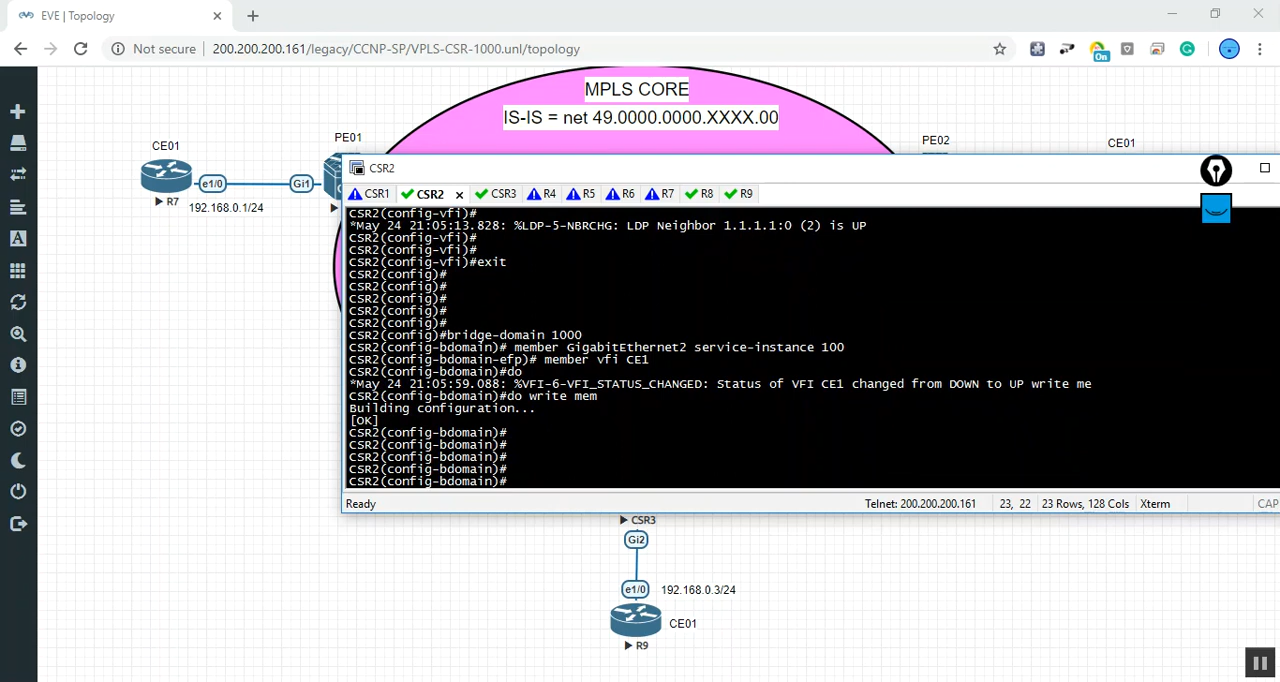 EVE | Topology
Not secure
200.200.200.161/legacy/CCNP-SP/VPLS-CSR-1000.unl/topology
On
MPLS CORE
IS-IS = net 49.0000.0000.XXXX.00
CE01
PE01
PE02
CE01
e1/0
Gi1
R7
192.168.0.1/24
CSR2
CSR1
CSR2
CSR3
R4
R5
R6
R7
R8
R9
CSR2(config-vfi)#
*May 24 21:05:13.828: %LDP-5-NBRCHG: LDP Neighbor 1.1.1.1:0 (2) is UP
CSR2(config-vfi)#
CSR2(config-vfi)#
CSR2(config-vfi)#exit
CSR2(config)#
CSR2(config)#
CSR2(config)#
CSR2(config)#
CSR2(config)#
CSR2(config)#bridge-domain 1000
CSR2(config-bdomain)# member GigabitEthernet2 service-instance 100
CSR2(config-bdomain-efp)# member vfi CE1
CSR2(config-bdomain)#do
*May 24 21:05:59.088: %VFI-6-VFI_STATUS_CHANGED: Status of VFI CE1 changed from DOWN to UP write me
CSR2(config-bdomain)#do write mem
Building configuration...
[OK]
CSR2(config-bdomain)#
CSR2(config-bdomain)#
CSR2(config-bdomain)#
CSR2(config-bdomain)#
CSR2(config-bdomain)#
Ready
Telnet: 200.200.200.161
23, 22
23 Rows, 128 Cols
Xterm
CAP
CSR3
Gi2
e1/0
192.168.0.3/24
CE01
R9